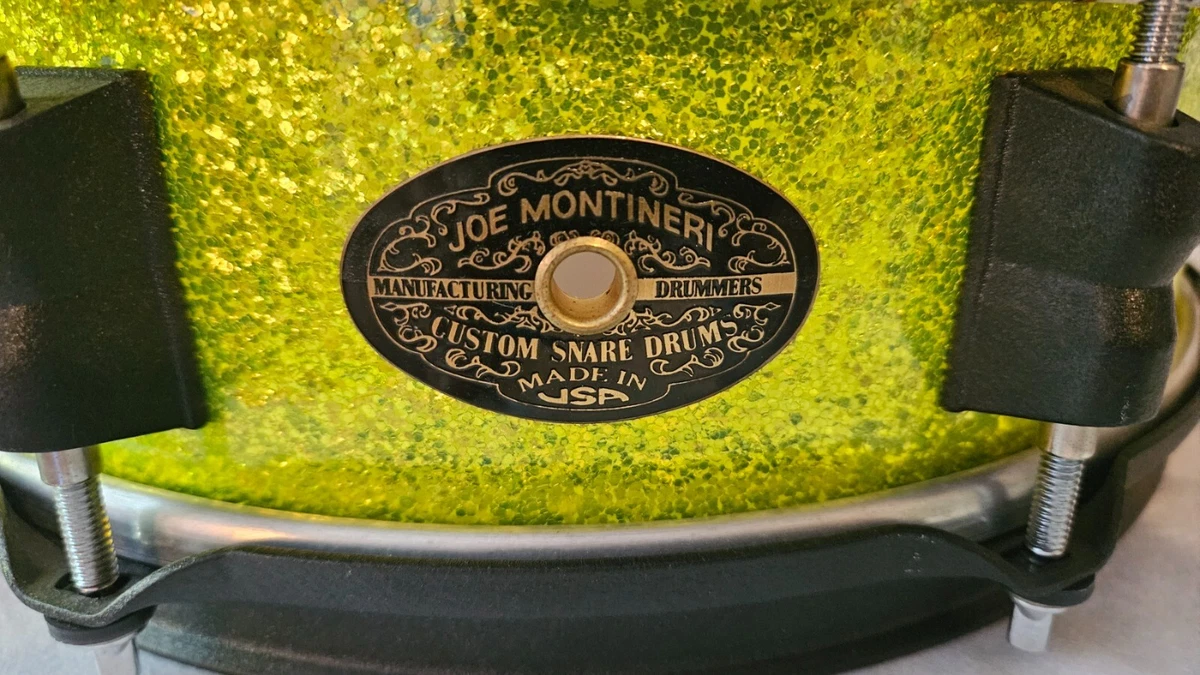 JOE MONTINERI
MANUFACTURING DRUMMERS
CUSTOM SNARE DRUMS
MADE IN
USA